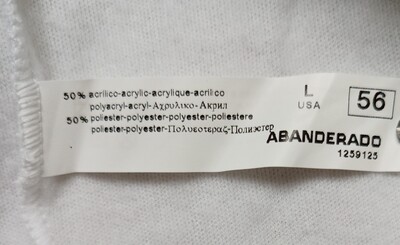 50% acrilico-acrylic-acrylique-acrilico
polyacryl-acryl-Αχρυλικο-Акрил
50% poliester-polyester-polyester-poliestere
poliester-polyester-Πολυεστερας-Полиэстер
L
USA
56
ABANDERADO
1259125